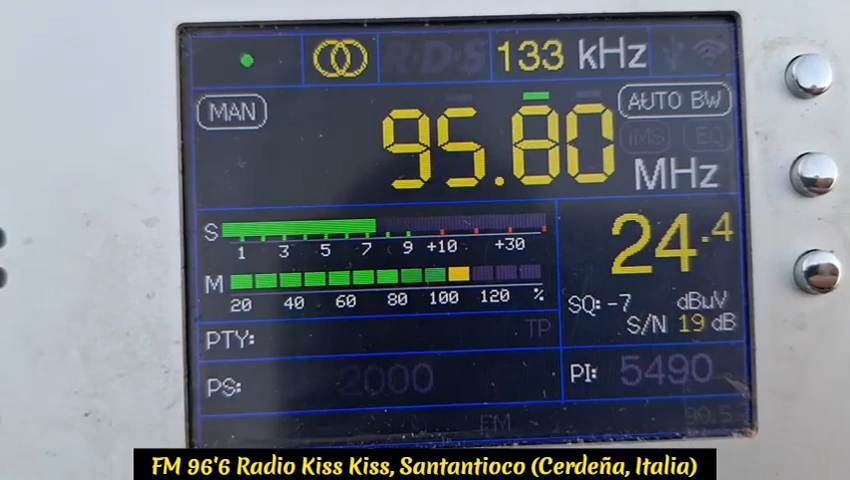 R·D·S 133 kHz
MAN AUTO BW
95.80
IMS EQ
MHz
S
1 3 5 7 9 +10 +30
24.4
M
20 40 60 80 100 120 %
SQ: -7 dBuV
S/N 19 dB
PTY: TP
PS: 2000 PI: 5490
FM
FM 96'6 Radio Kiss Kiss, Santantioco (Cerdeña, Italia)